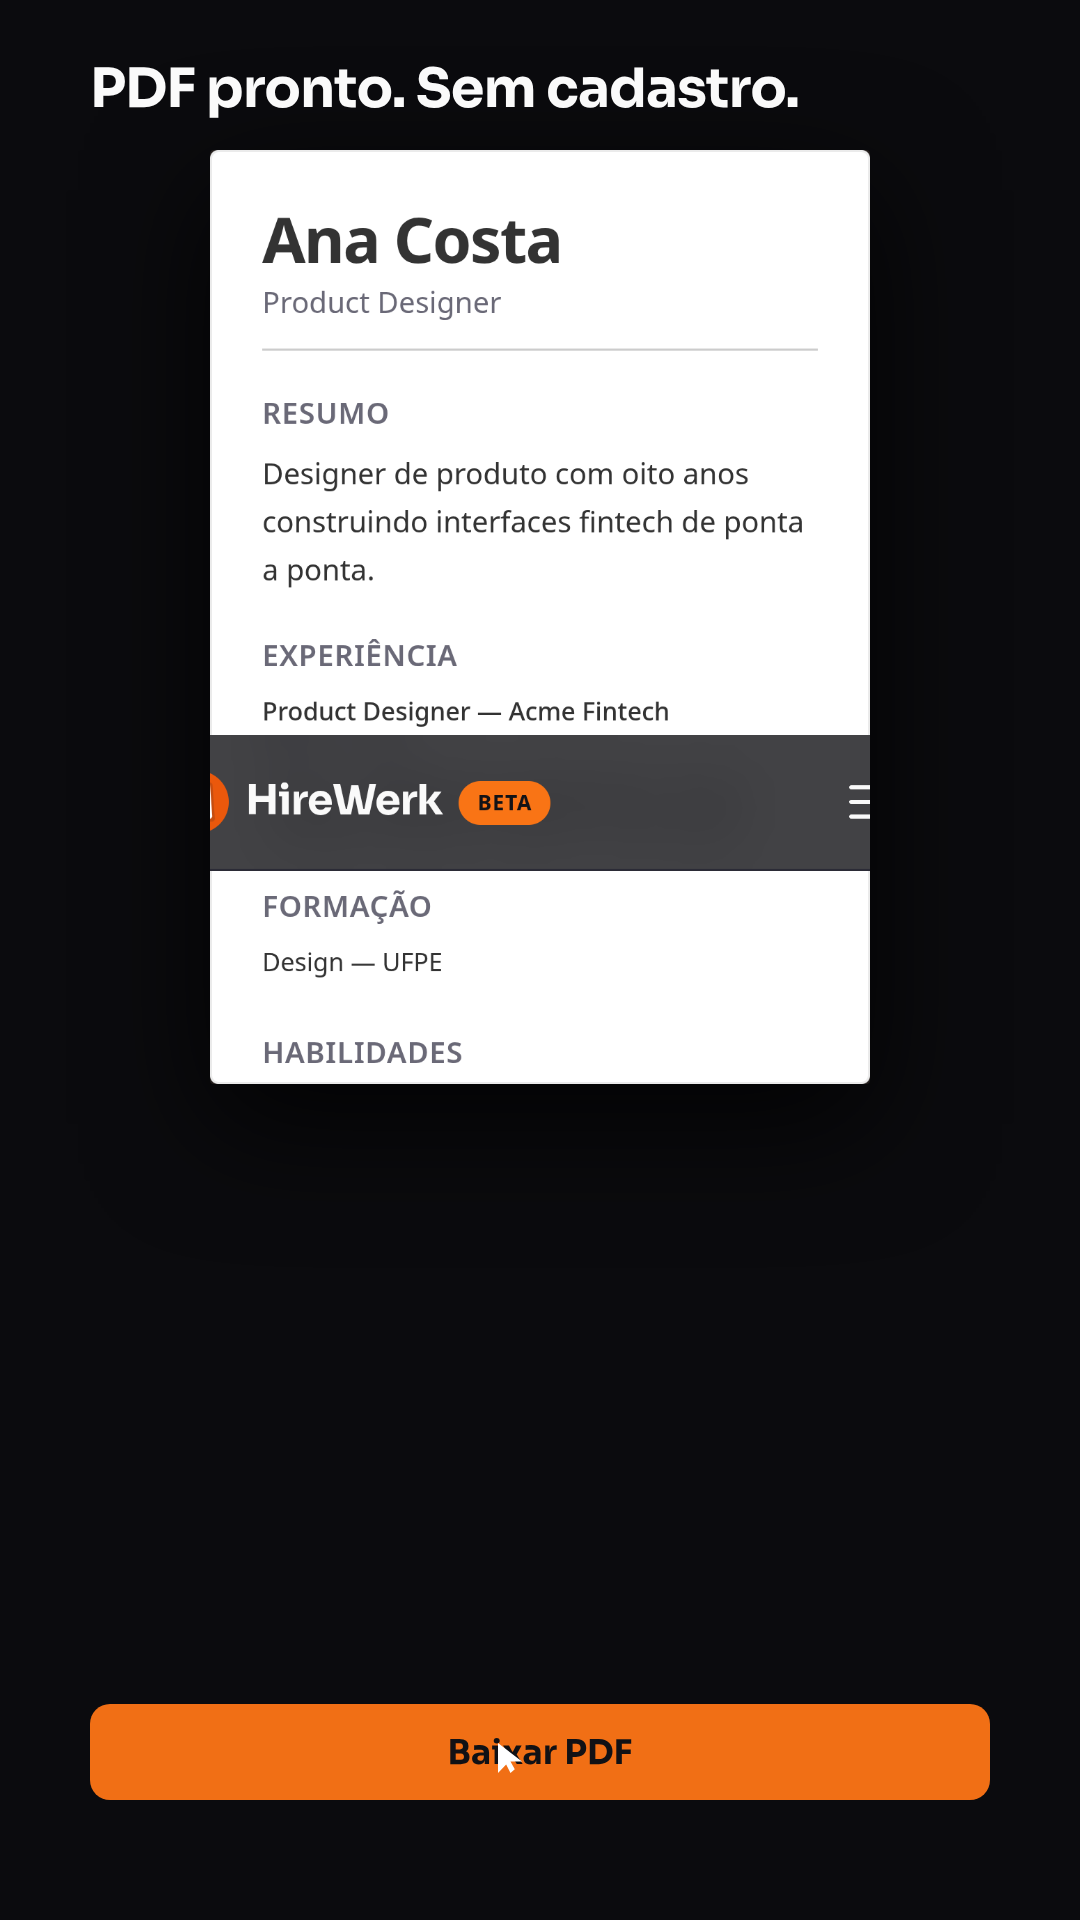 PDF pronto. Sem cadastro.
Ana Costa
Product Designer
RESUMO
Designer de produto com oito anos
construindo interfaces fintech de ponta
a ponta.
EXPERIÊNCIA
Product Designer — Acme Fintech
HireWerk BETA
FORMAÇÃO
Design — UFPE
HABILIDADES
Baixar PDF